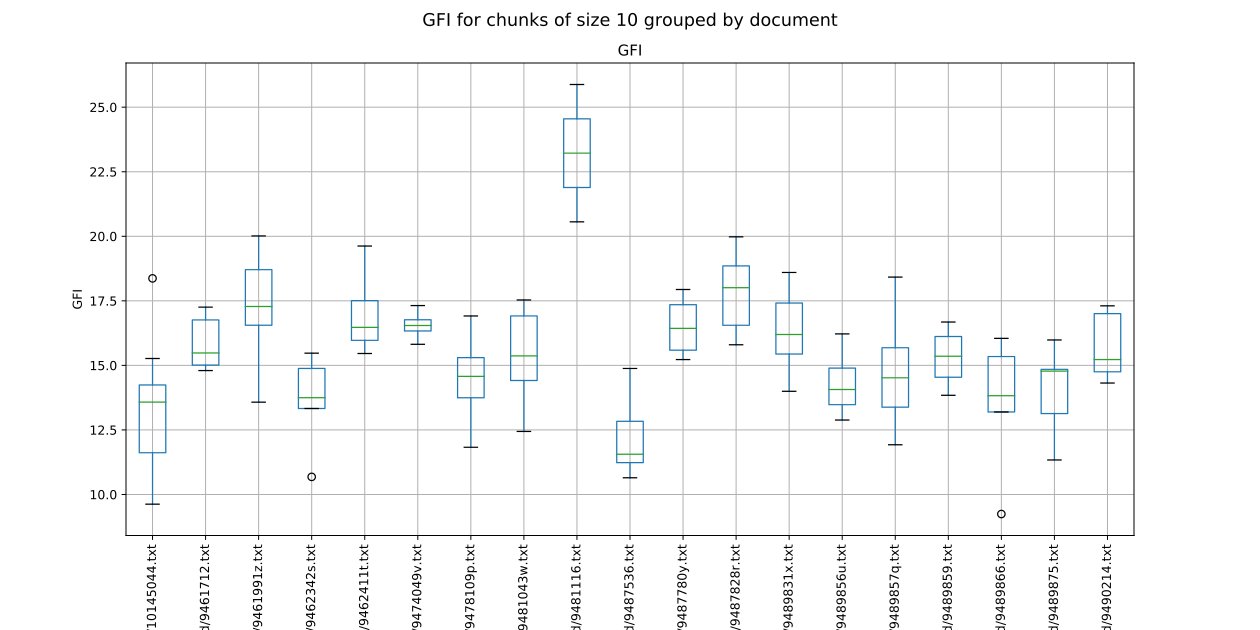 GFI for chunks of size 10 grouped by document
GFI
GFI
25.0
22.5
20.0
17.5
15.0
12.5
10.0
/10145044.txt
d/9461712.txt
/9461991z.txt
/9462342s.txt
/9462411t.txt
/9474049v.txt
/9478109p.txt
/9481043w.txt
d/9481116.txt
d/9487536.txt
/9487780y.txt
/9487828r.txt
/9489831x.txt
/9489856u.txt
/9489857q.txt
d/9489859.txt
d/9489866.txt
d/9489875.txt
d/9490214.txt